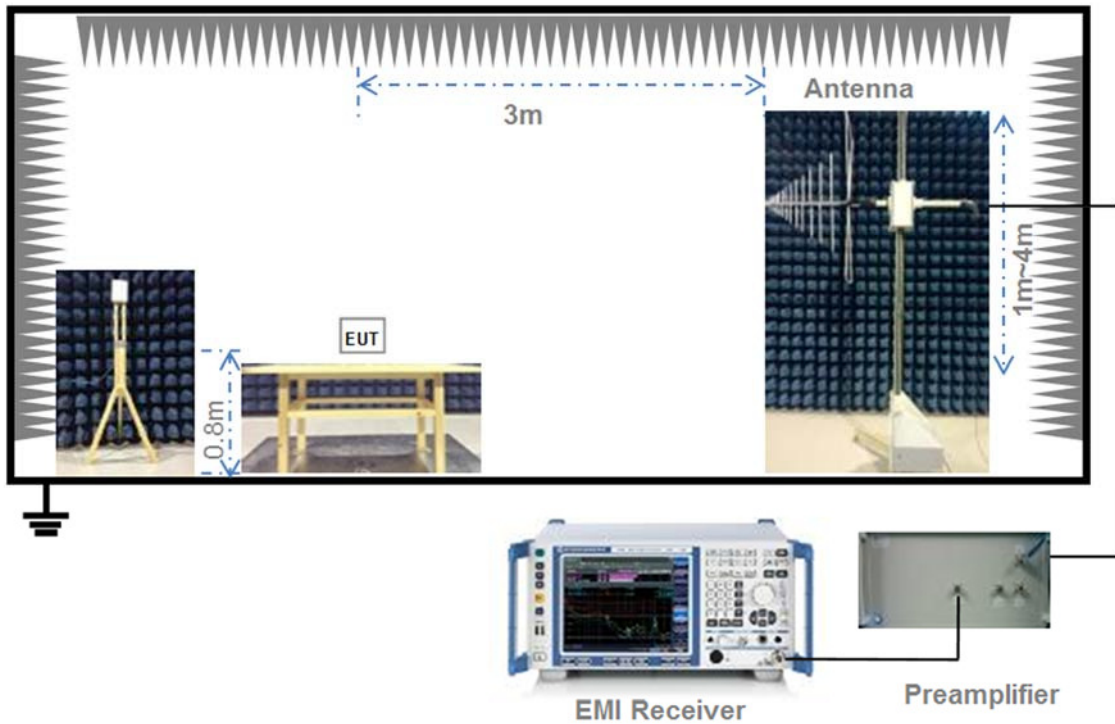 Antenna
3m
1m~4m
EUT
0.8m
EMI Receiver
Preamplifier